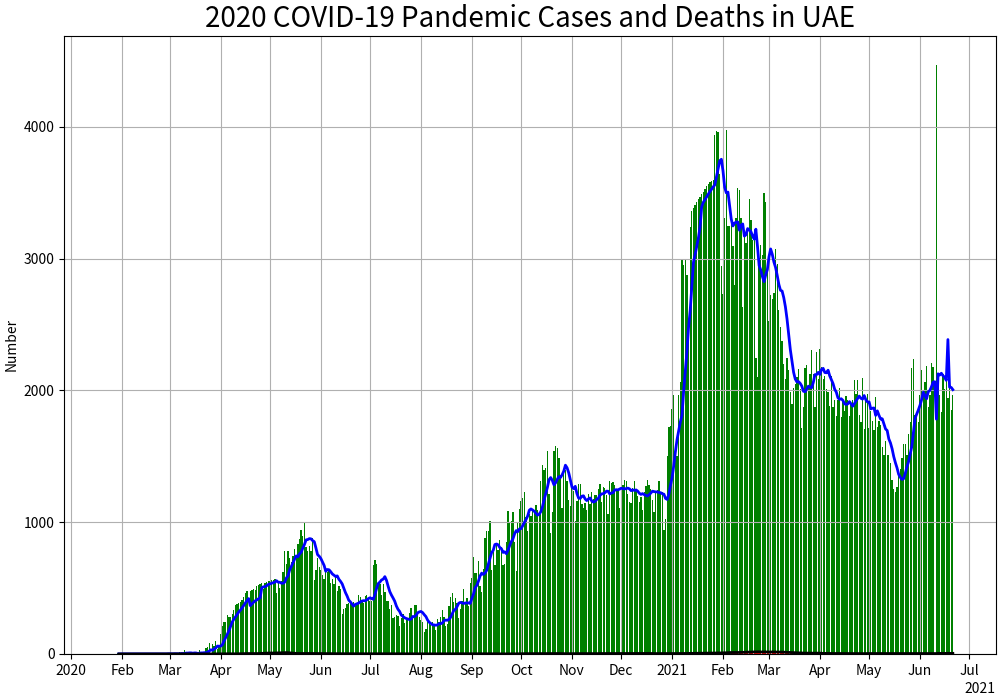 2020 COVID-19 Pandemic Cases and Deaths in UAE
Number
4000
3000
2000
1000
0
2020 Feb Mar Apr May Jun Jul Aug Sep Oct Nov Dec 2021 Feb Mar Apr May Jun Jul
2021